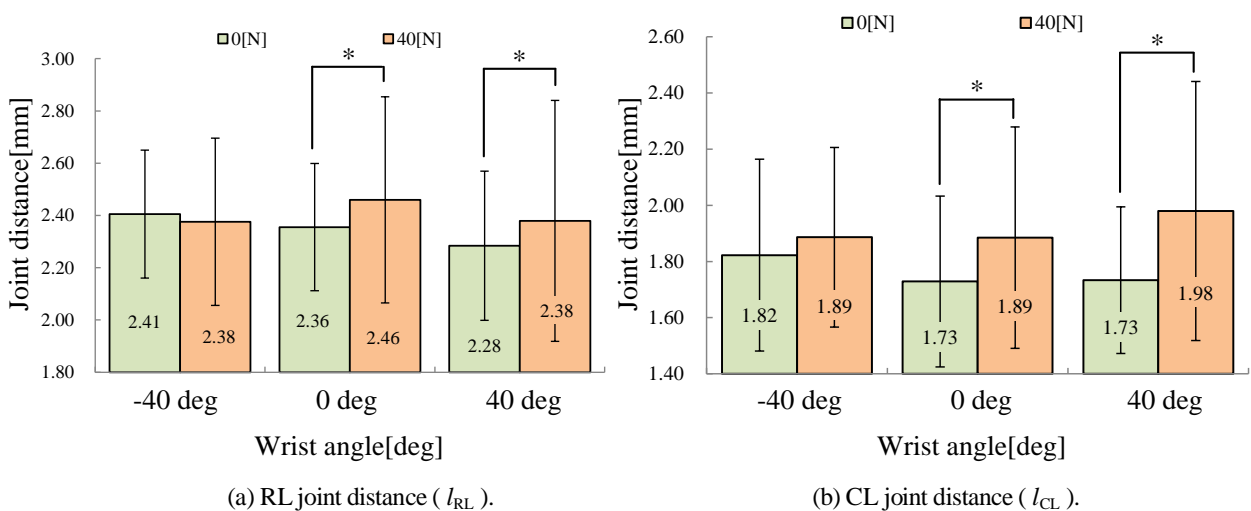 0[N] 40[N]
3.00
2.80
2.60
2.40
2.20
2.00
1.80
Joint distance[mm]
* *
2.41 2.38 2.36 2.46 2.28 2.38
-40 deg 0 deg 40 deg
Wrist angle[deg]
(a) RL joint distance ( lRL ).
0[N] 40[N]
2.60
2.40
2.20
2.00
1.80
1.60
1.40
Joint distance[mm]
* *
1.82 1.89 1.73 1.89 1.73 1.98
-40 deg 0 deg 40 deg
Wrist angle[deg]
(b) CL joint distance ( lCL ).